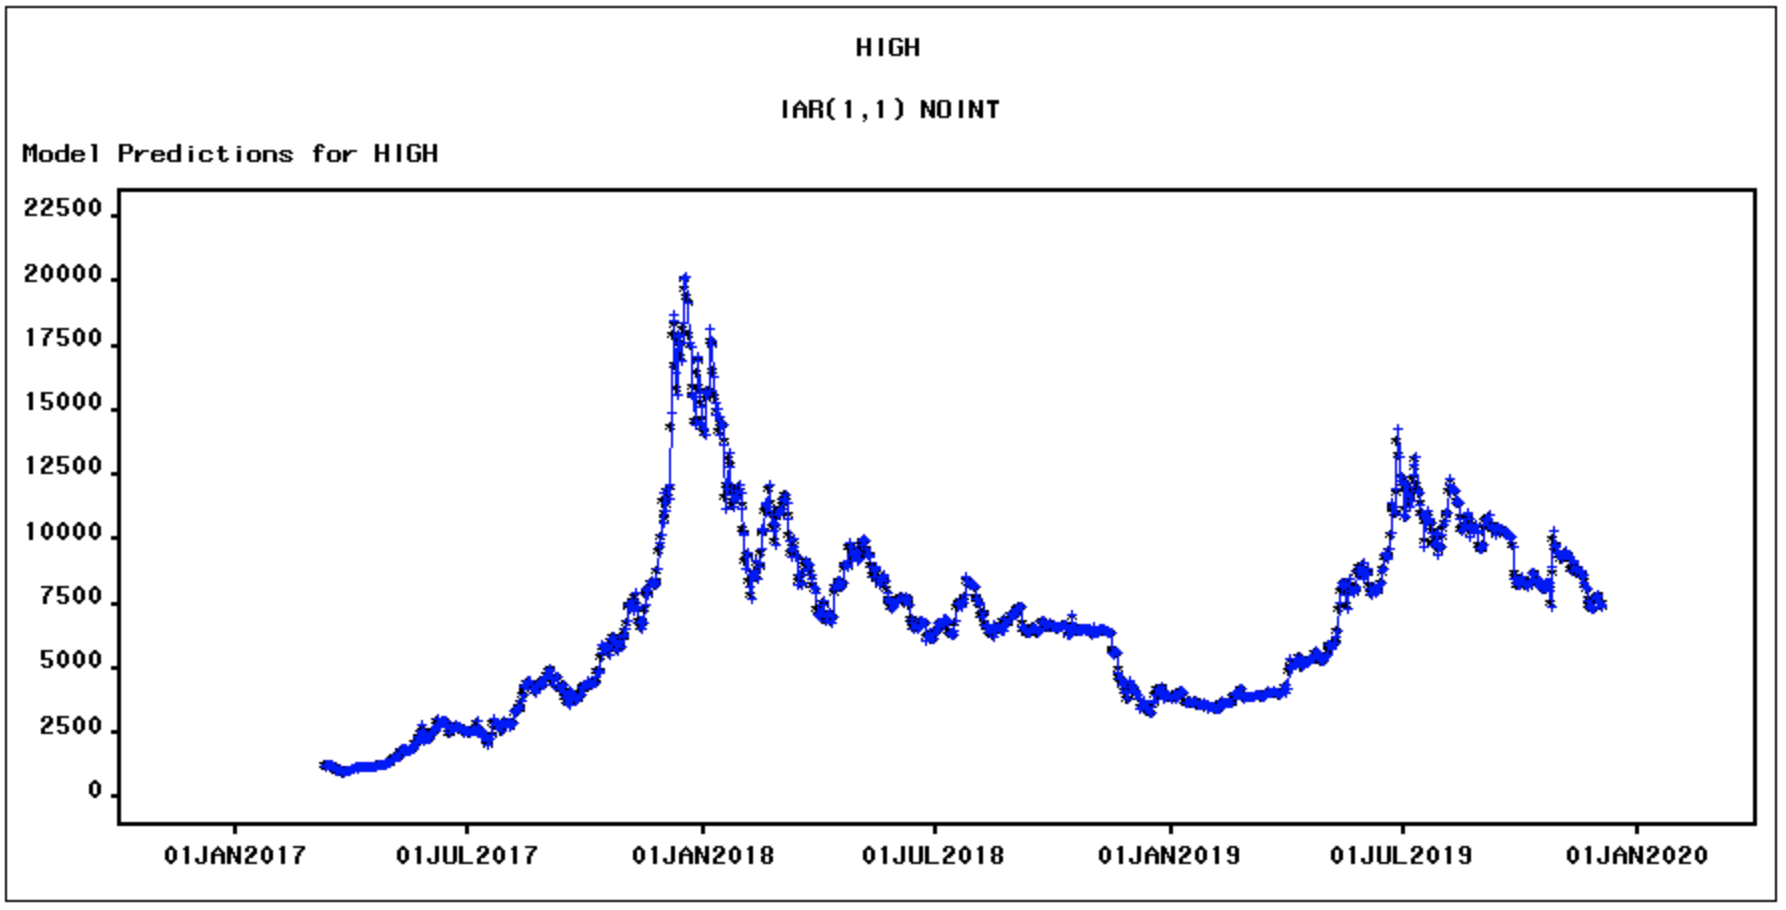 HIGH
IAR(1,1) NOINT
Model Predictions for HIGH
22500
20000
17500
15000
12500
10000
7500
5000
2500
0
01JAN2017 01JUL2017 01JAN2018 01JUL2018 01JAN2019 01JUL2019 01JAN2020